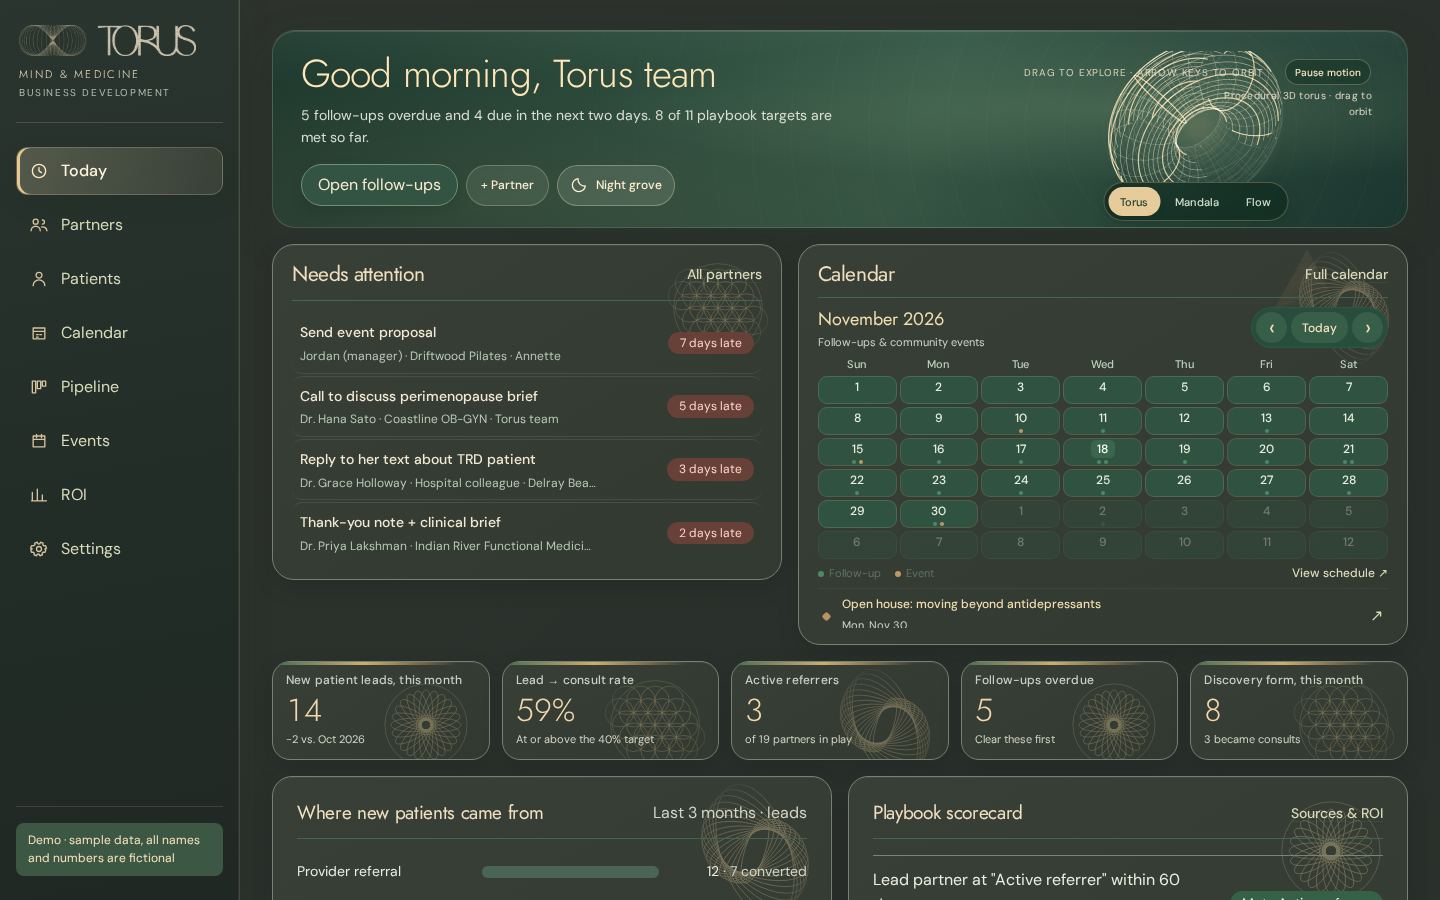 TORUS
MIND & MEDICINE
BUSINESS DEVELOPMENT
Today
Partners
Patients
Calendar
Pipeline
Events
ROI
Settings
Demo · sample data, all names
and numbers are fictional
Good morning, Torus team
5 follow-ups overdue and 4 due in the next two days. 8 of 11 playbook targets are
met so far.
Open follow-ups
+ Partner
Night grove
DRAG TO EXPLORE · ARROW KEYS TO ORBIT
Pause motion
Procedural 3D torus · drag to
orbit
Torus
Mandala
Flow
Needs attention
All partners
Send event proposal
Jordan (manager) · Driftwood Pilates · Annette
7 days late
Call to discuss perimenopause brief
Dr. Hana Sato · Coastline OB-GYN · Torus team
5 days late
Reply to her text about TRD patient
Dr. Grace Holloway · Hospital colleague · Delray Bea…
3 days late
Thank-you note + clinical brief
Dr. Priya Lakshman · Indian River Functional Medici…
2 days late
Calendar
Full calendar
November 2026
Follow-ups & community events
‹ Today ›
Sun Mon Tue Wed Thu Fri Sat
1 2 3 4 5 6 7
8 9 10 11 12 13 14
15 16 17 18 19 20 21
22 23 24 25 26 27 28
29 30 1 2 3 4 5
6 7 8 9 10 11 12
Follow-up
Event
View schedule ↗
Open house: moving beyond antidepressants
↗
Mon, Nov 30
New patient leads, this month
14
-2 vs. Oct 2026
Lead → consult rate
59%
At or above the 40% target
Active referrers
3
of 19 partners in play
Follow-ups overdue
5
Clear these first
Discovery form, this month
8
3 became consults
Where new patients came from
Last 3 months · leads
Provider referral
12 · 7 converted
Playbook scorecard
Sources & ROI
Lead partner at "Active referrer" within 60